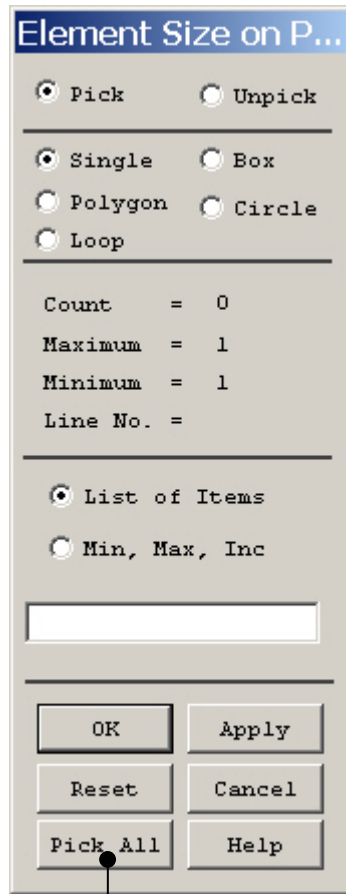 Element Size on P...
Pick Unpick
Single Box
Polygon Circle
Loop
Count = 0
Maximum = 1
Minimum = 1
Line No. =
List of Items
Min, Max, Inc
OK Apply
Reset Cancel
Pick All Help